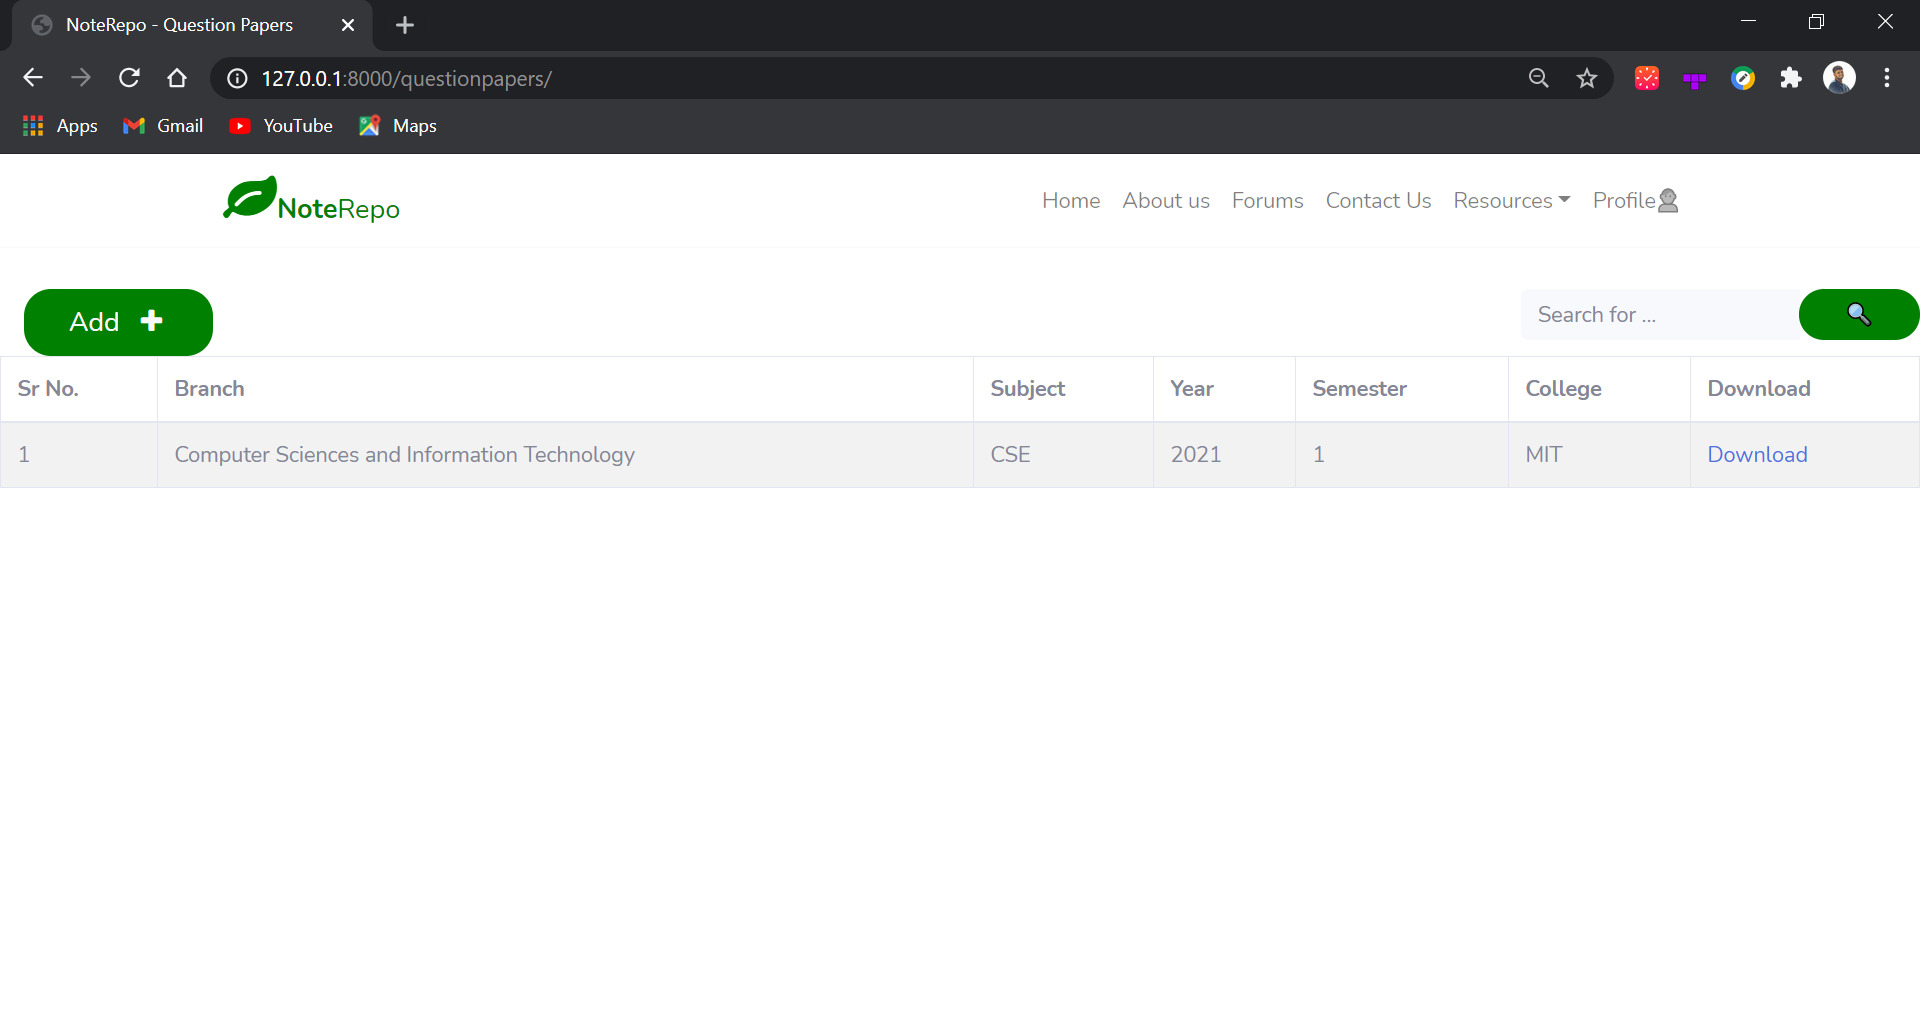 NoteRepo - Question Papers
127.0.0.1:8000/questionpapers/
Apps Gmail YouTube Maps
NoteRepo Home About us Forums Contact Us Resources Profile
Add Search for ...
Sr No. Branch Subject Year Semester College Download
1 Computer Sciences and Information Technology CSE 2021 1 MIT Download